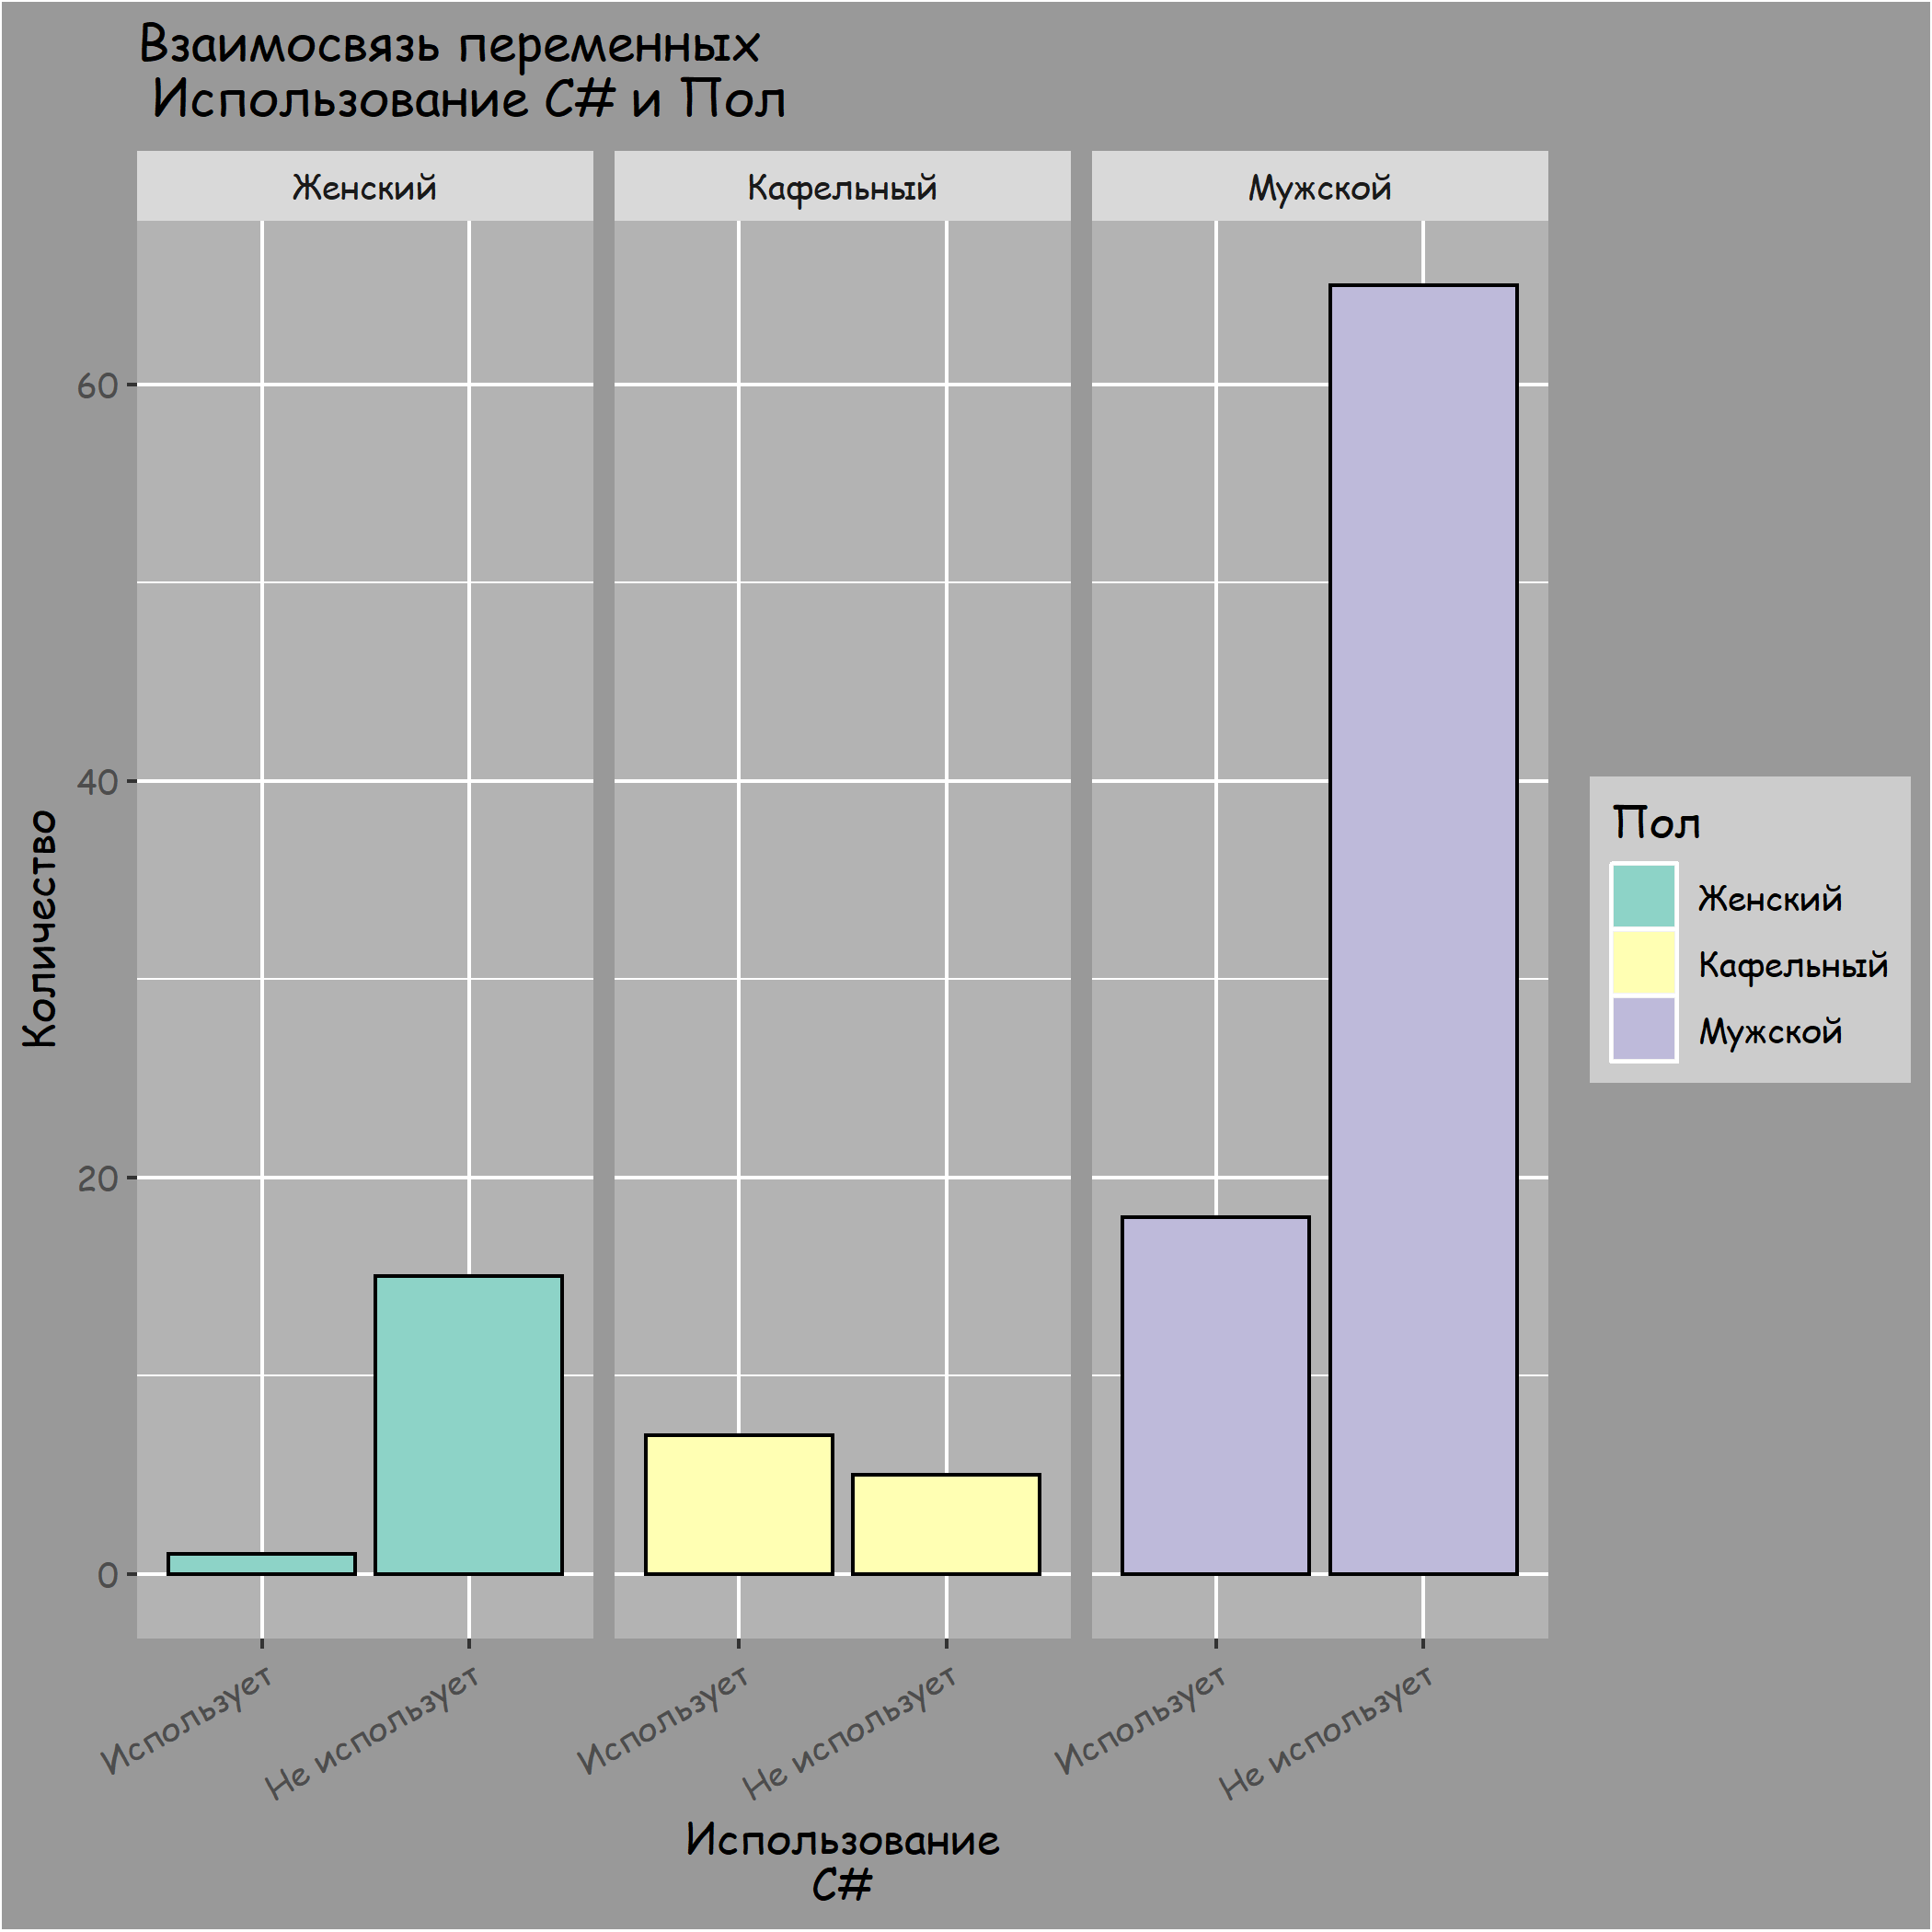 Взаимосвязь переменных
Использование C# и Пол
Женский
Кафельный
Мужской
60
40
20
0
Количество
Использует
Не использует
Использует
Не использует
Использует
Не использует
Использование
C#
Пол
Женский
Кафельный
Мужской